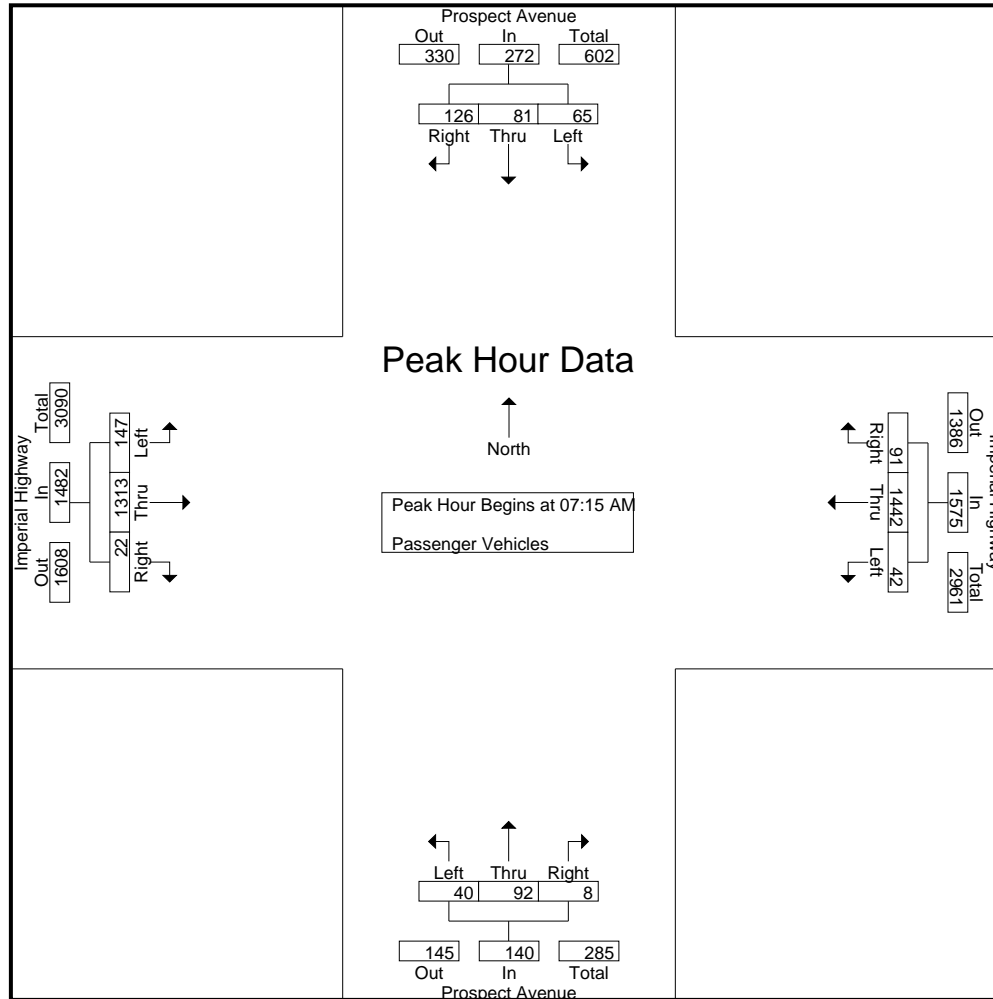 Prospect Avenue
Out In Total
330 272 602
126 81 65
Right Thru Left
Peak Hour Data
North
Peak Hour Begins at 07:15 AM
Passenger Vehicles
Imperial Highway
Total In Out
3090 1482 1608
147 1313 22
Left Thru Right
Imperial Highway
Out In Total
1386 1575 2961
91 1442 42
Right Thru Left
Left Thru Right
40 92 8
145 140 285
Out In Total
Prospect Avenue